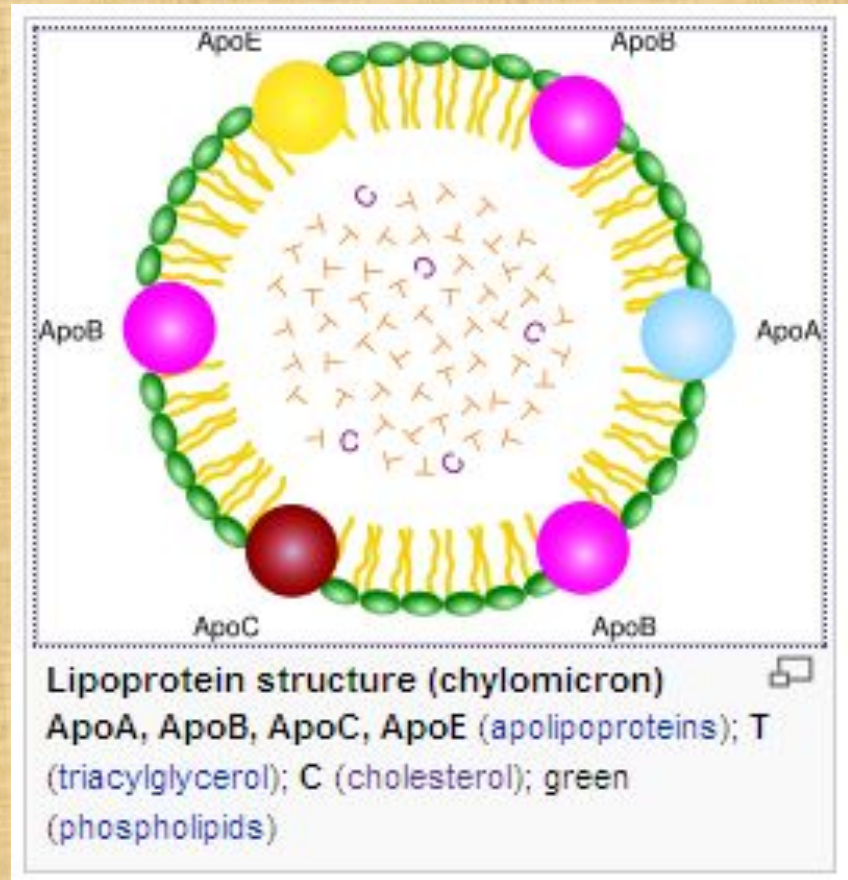 ApoE
ApoB
ApoB
ApoA
ApoC
ApoB
C
C
C
C
C
Lipoprotein structure (chylomicron)
ApoA, ApoB, ApoC, ApoE (apolipoproteins); T
(triacylglycerol); C (cholesterol); green
(phospholipids)